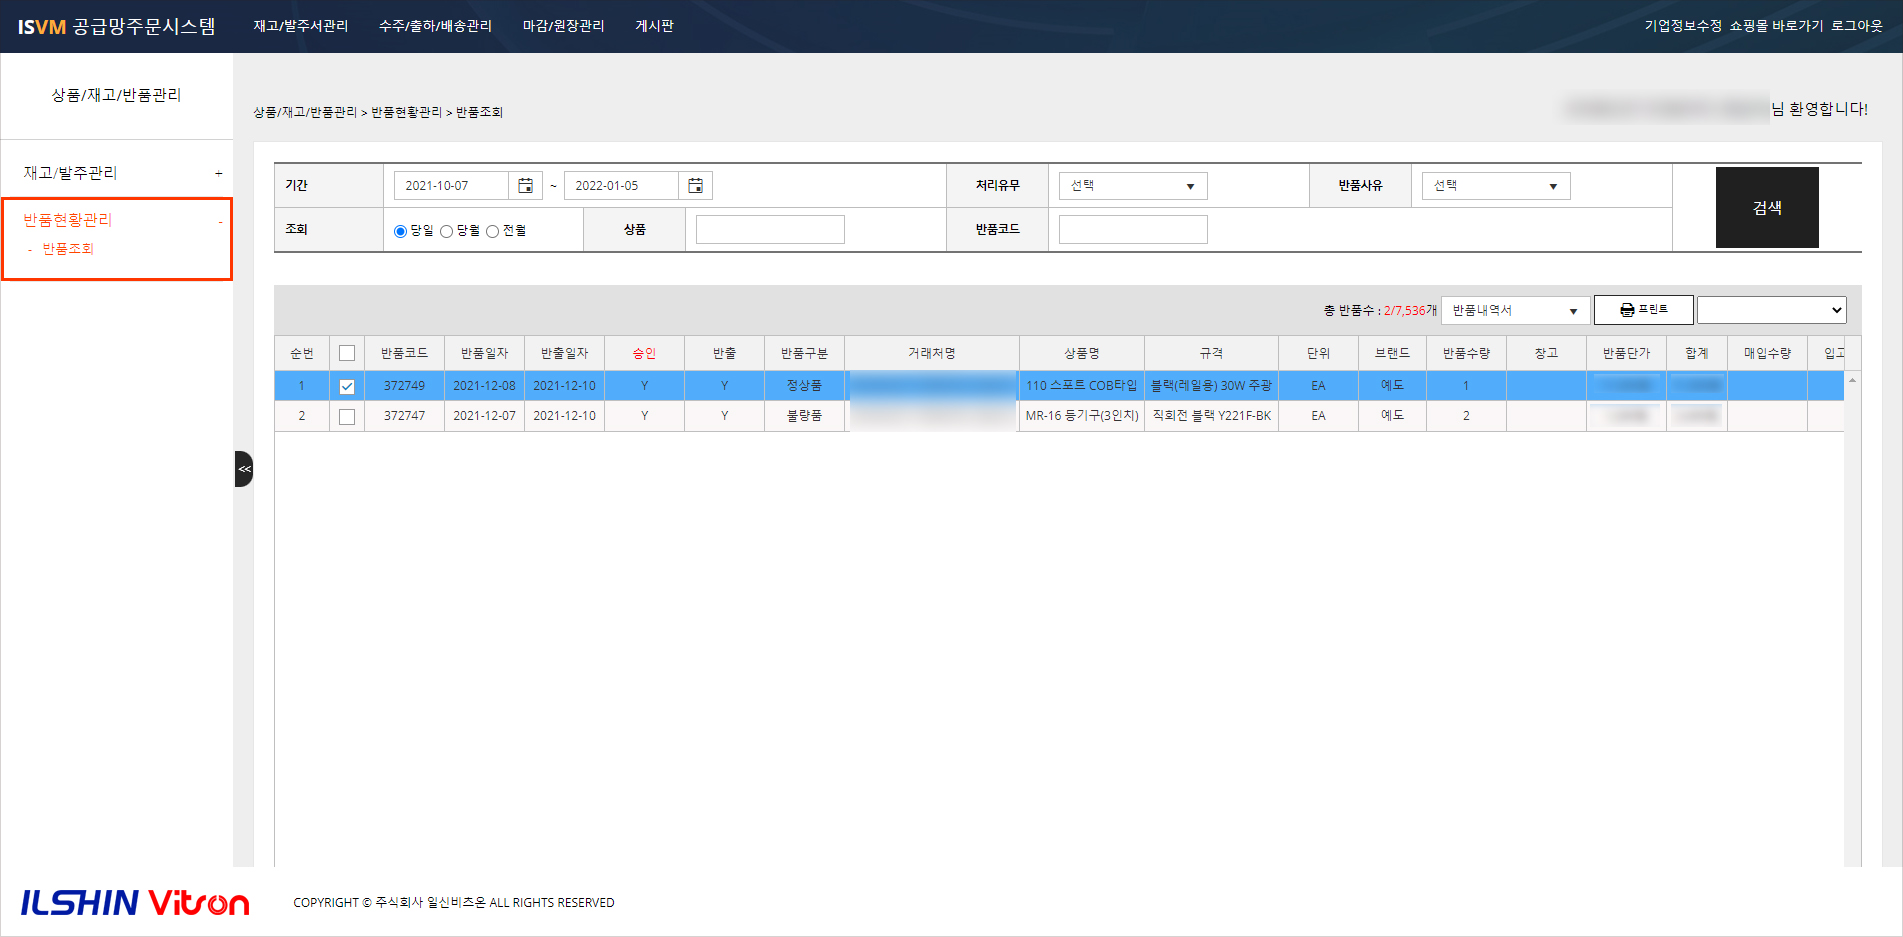 ISVM 공급망주문시스템 재고/발주서관리 수주/출하/배송관리 마감/원장관리 게시판 기업정보수정 쇼핑몰 바로가기 로그아웃
상품/재고/반품관리
상품/재고/반품관리 > 반품현황관리 > 반품조회
님 환영합니다!
재고/발주관리 +
반품현황관리 -
- 반품조회
기간 2021-10-07 ~ 2022-01-05 처리유무 선택 반품사유 선택
검색
조회 당일 당월 전월 상품 반품코드
총 반품수 : 2/7,536개 반품내역서 프린트
순번 반품코드 반품일자 반출일자 승인 반출 반품구분 거래처명 상품명 규격 단위 브랜드 반품수량 창고 반품단가 합계 매입수량 입고
1 372749 2021-12-08 2021-12-10 Y Y 정상품 110 스포트 COB타입 블랙(레일용) 30W 주광 EA 예도 1
2 372747 2021-12-07 2021-12-10 Y Y 불량품 MR-16 등기구(3인치) 직회전 블랙 Y221F-BK EA 예도 2
<<
ILSHIN Vitson COPYRIGHT © 주식회사 일신비츠온 ALL RIGHTS RESERVED